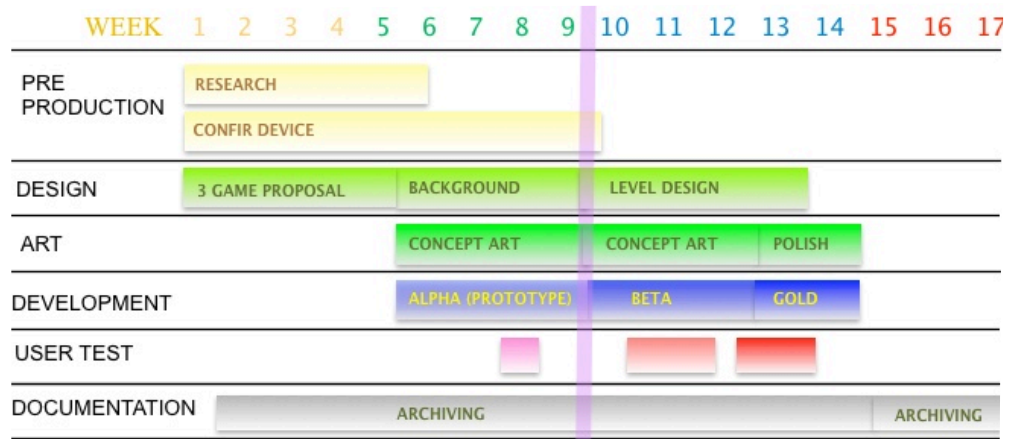 WEEK 1 2 3 4 5 6 7 8 9 10 11 12 13 14 15 16 17
PRE
PRODUCTION
RESEARCH
CONFIR DEVICE
DESIGN 3 GAME PROPOSAL BACKGROUND LEVEL DESIGN
ART CONCEPT ART CONCEPT ART POLISH
DEVELOPMENT ALPHA (PROTOTYPE) BETA GOLD
USER TEST
DOCUMENTATION ARCHIVING ARCHIVING